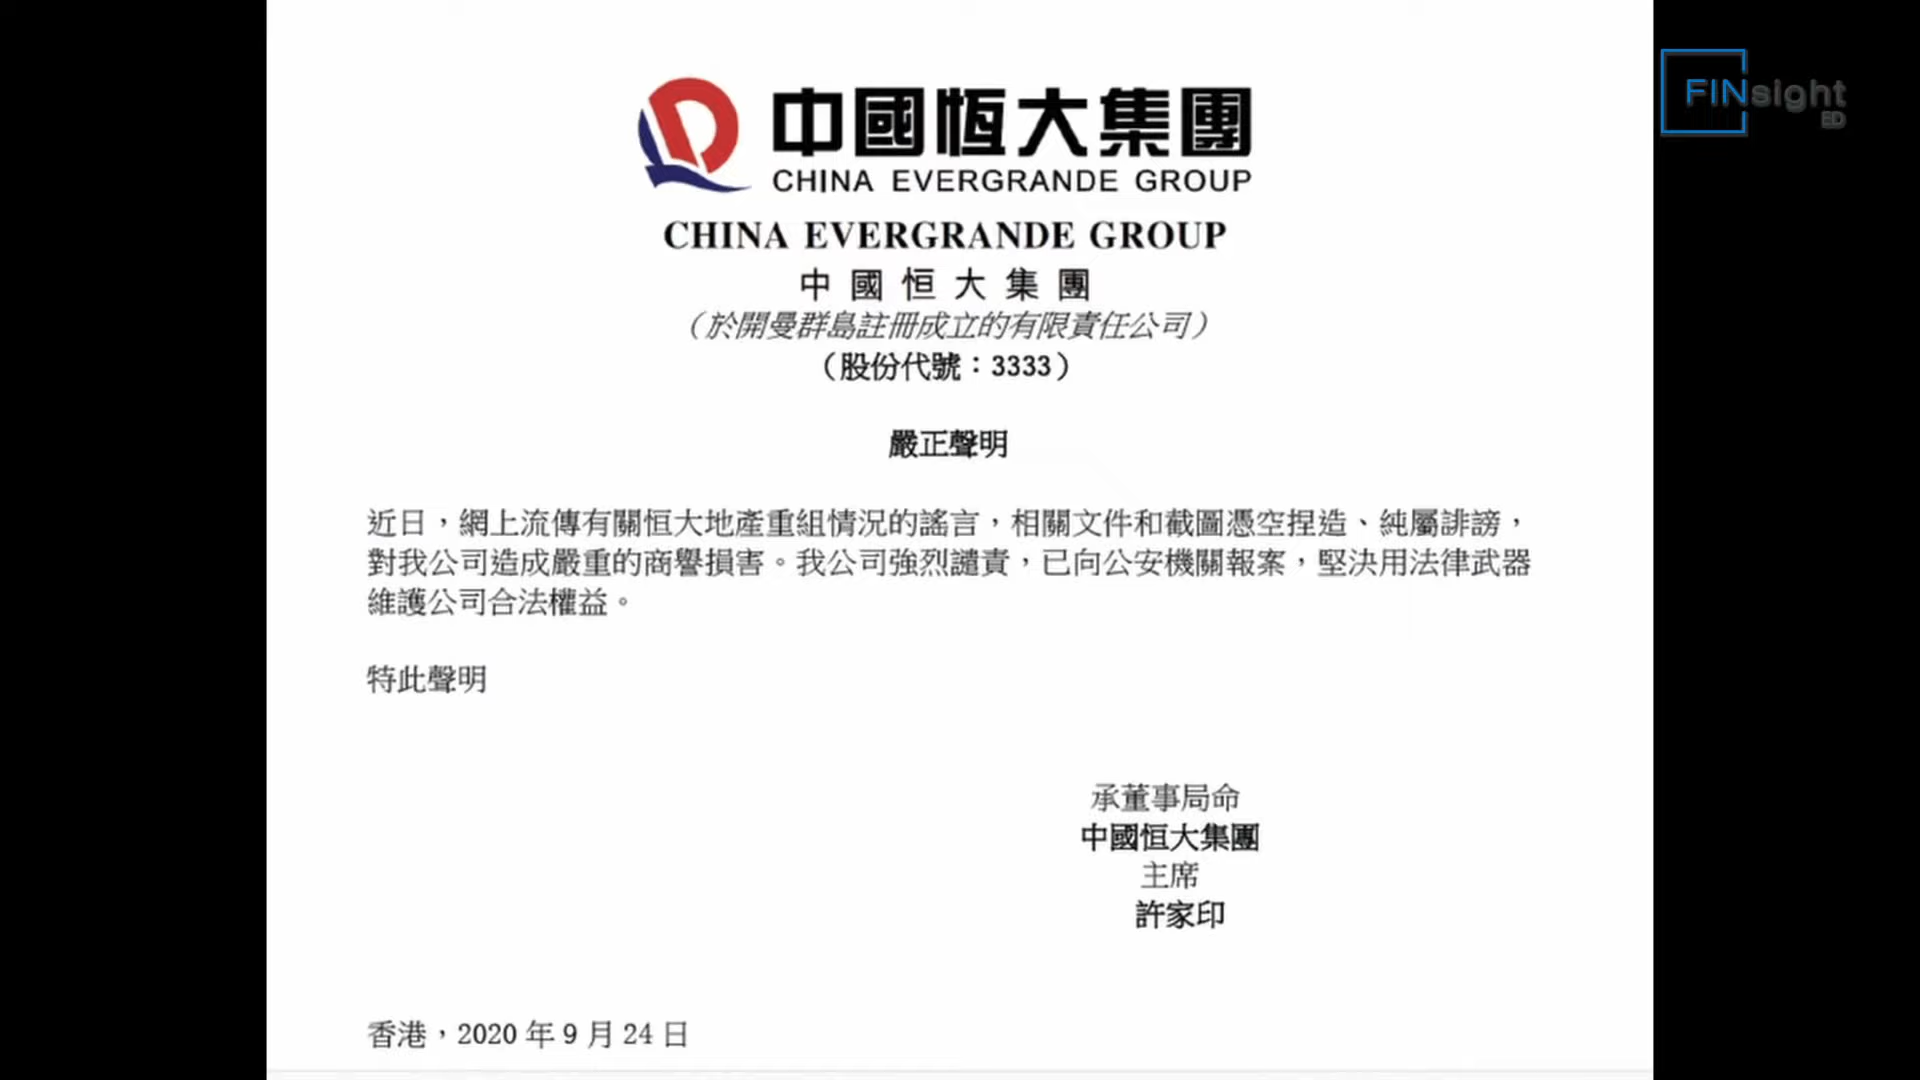 中國恆大集團
CHINA EVERGRANDE GROUP
FINsight
ED
CHINA EVERGRANDE GROUP
中國恒大集團
（於開曼群島註冊成立的有限責任公司）
（股份代號：3333）
嚴正聲明
近日，網上流傳有關恒大地產重組情況的謠言，相關文件和截圖憑空捏造、純屬誹謗，
對我公司造成嚴重的商譽損害。我公司強烈譴責，已向公安機關報案，堅決用法律武器
維護公司合法權益。
特此聲明
承董事局命
中國恒大集團
主席
許家印
香港，2020 年 9 月 24 日